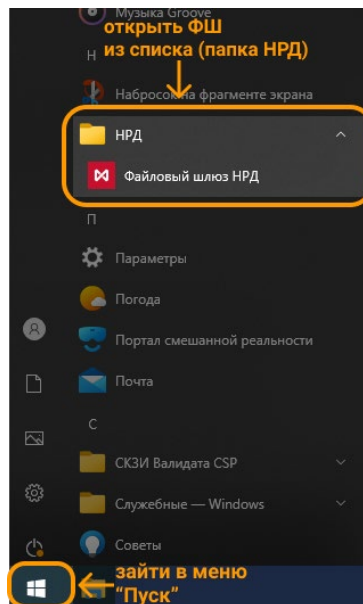 Музыка Groove
открыть ФШ
Н из списка (папка НРД)
Набросок на фрагменте экрана
НРД
Файловый шлюз НРД
П
Параметры
Погода
Портал смешанной реальности
Почта
С
СКЗИ Валидата CSP
Служебные — Windows
Советы
зайти в меню
"Пуск"